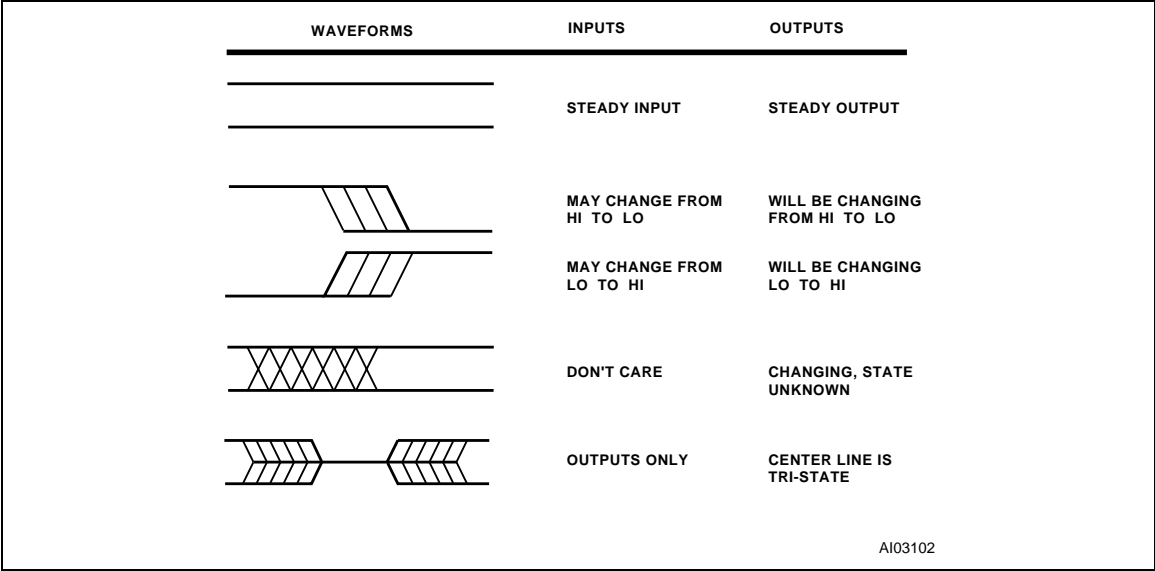 WAVEFORMS INPUTS OUTPUTS
STEADY INPUT STEADY OUTPUT
MAY CHANGE FROM WILL BE CHANGING
HI TO LO FROM HI TO LO
MAY CHANGE FROM WILL BE CHANGING
LO TO HI LO TO HI
DON'T CARE CHANGING, STATE
UNKNOWN
OUTPUTS ONLY CENTER LINE IS
TRI-STATE
AI03102